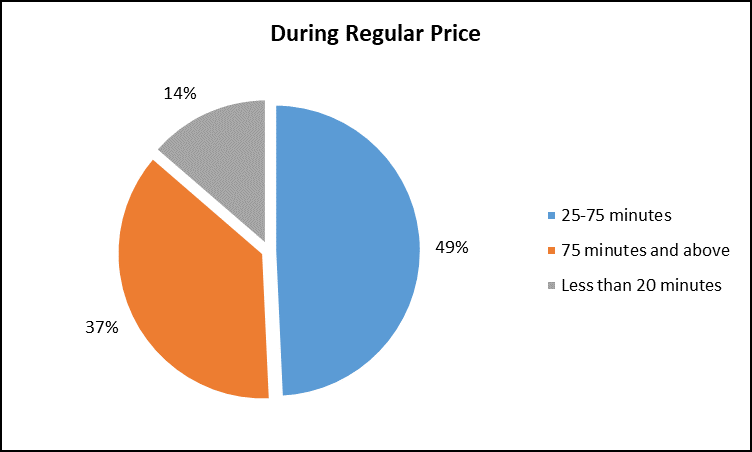 During Regular Price
14%
49%
37%
25-75 minutes
75 minutes and above
Less than 20 minutes